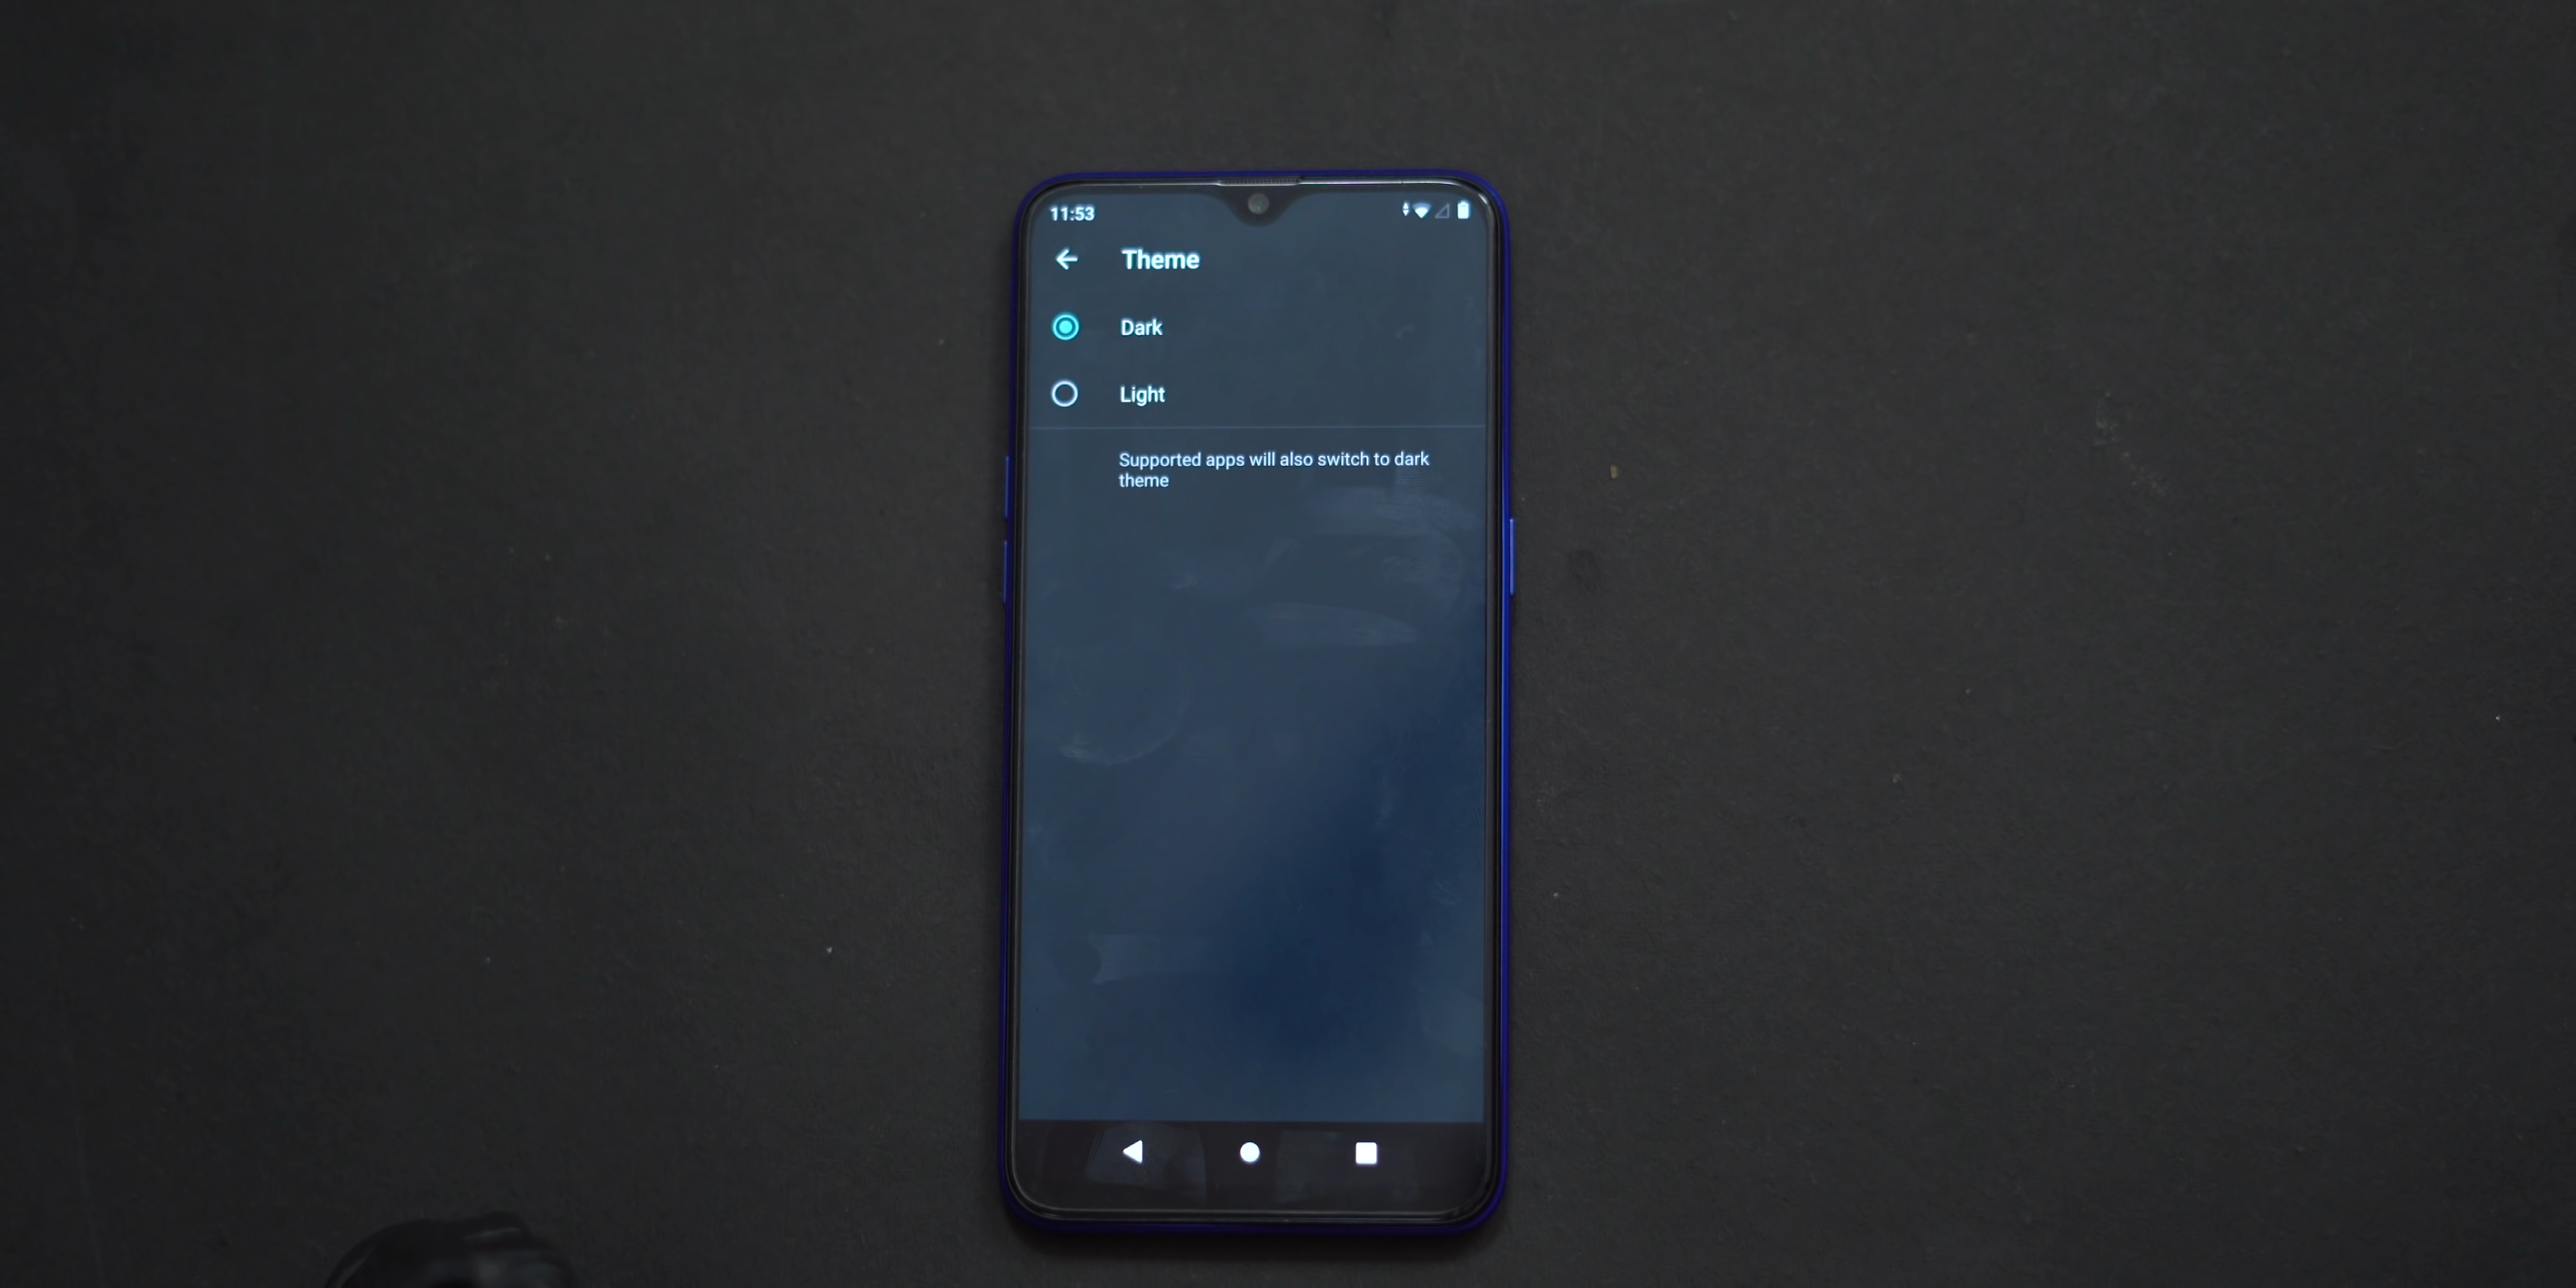 11:53
Theme
Dark
Light
Supported apps will also switch to dark
theme